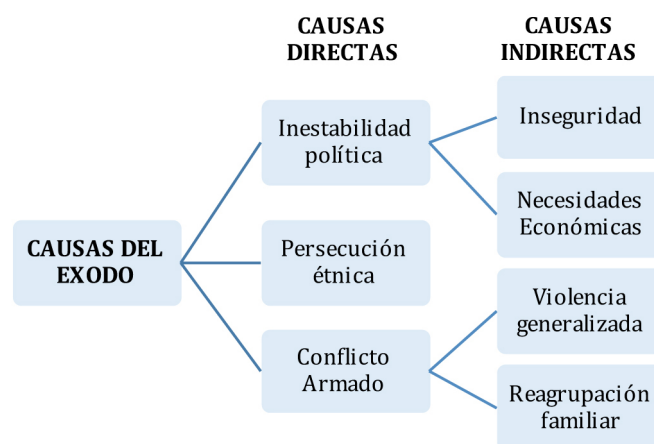 CAUSAS
DIRECTAS
CAUSAS
INDIRECTAS
CAUSAS DEL
EXODO
Inestabilidad
política
Persecución
étnica
Conflicto
Armado
Inseguridad
Necesidades
Económicas
Violencia
generalizada
Reagrupación
familiar